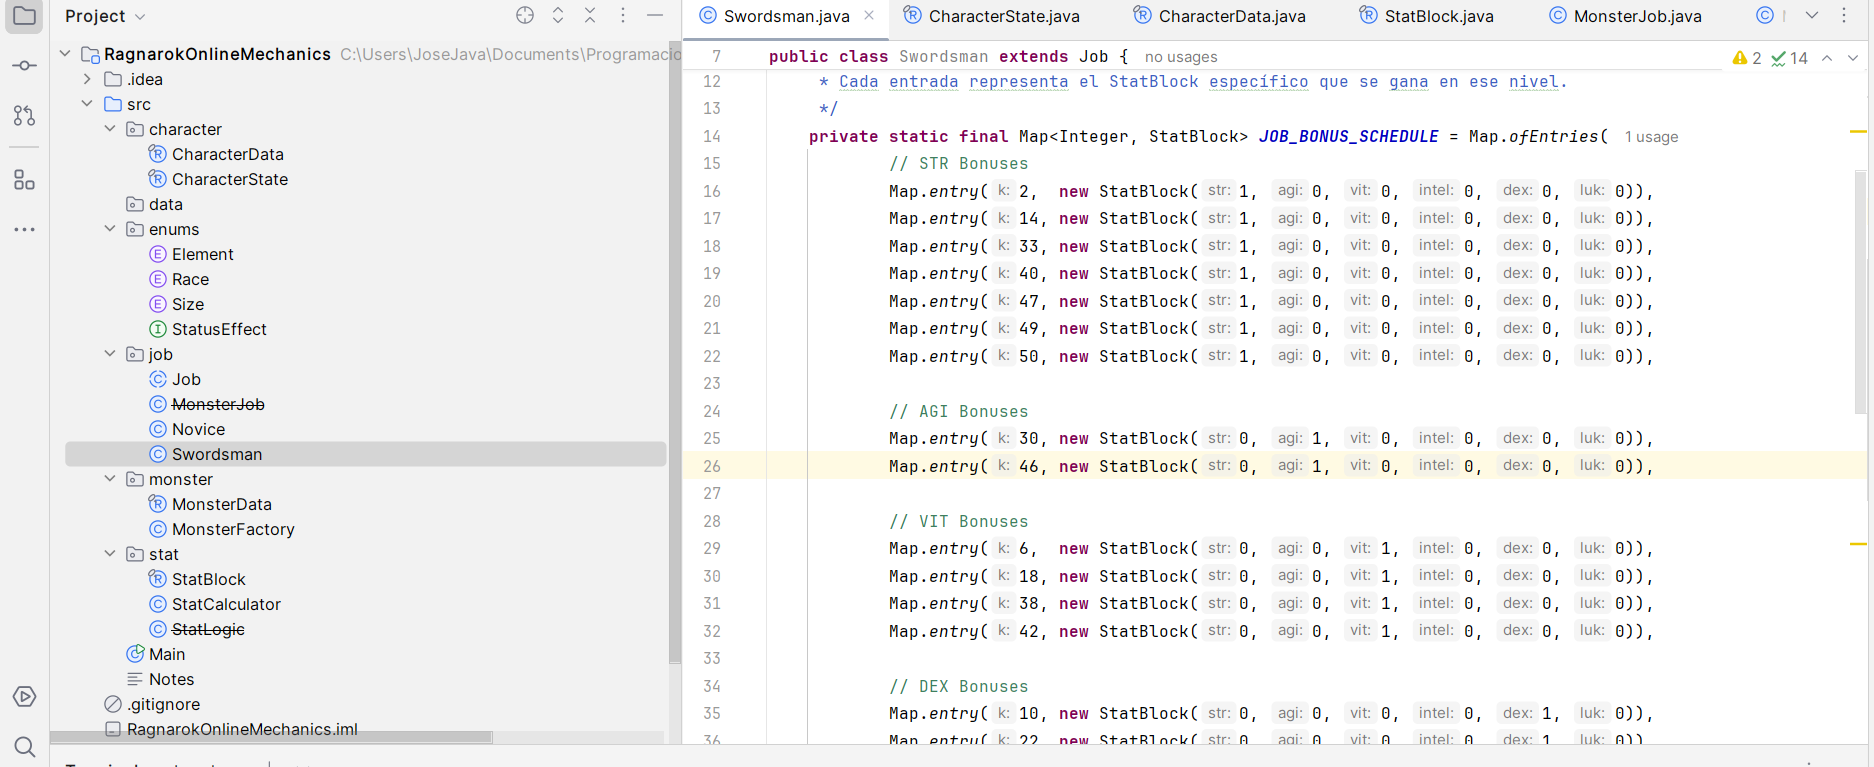 Project
RagnarokOnlineMechanics C:\Users\JoseJava\Documents\Programacio
.idea
src
character
CharacterData
CharacterState
data
enums
Element
Race
Size
StatusEffect
job
Job
MonsterJob
Novice
Swordsman
monster
MonsterData
MonsterFactory
stat
StatBlock
StatCalculator
StatLogic
Main
Notes
.gitignore
RagnarokOnlineMechanics.iml
Swordsman.java CharacterState.java CharacterData.java StatBlock.java MonsterJob.java
7 public class Swordsman extends Job { no usages 2 14
12 * Cada entrada representa el StatBlock específico que se gana en ese nivel.
13 */
14 private static final Map<Integer, StatBlock> JOB_BONUS_SCHEDULE = Map.ofEntries( 1 usage
15 // STR Bonuses
16 Map.entry( k: 2, new StatBlock( str: 1, agi: 0, vit: 0, intel: 0, dex: 0, luk: 0)),
17 Map.entry( k: 14, new StatBlock( str: 1, agi: 0, vit: 0, intel: 0, dex: 0, luk: 0)),
18 Map.entry( k: 33, new StatBlock( str: 1, agi: 0, vit: 0, intel: 0, dex: 0, luk: 0)),
19 Map.entry( k: 40, new StatBlock( str: 1, agi: 0, vit: 0, intel: 0, dex: 0, luk: 0)),
20 Map.entry( k: 47, new StatBlock( str: 1, agi: 0, vit: 0, intel: 0, dex: 0, luk: 0)),
21 Map.entry( k: 49, new StatBlock( str: 1, agi: 0, vit: 0, intel: 0, dex: 0, luk: 0)),
22 Map.entry( k: 50, new StatBlock( str: 1, agi: 0, vit: 0, intel: 0, dex: 0, luk: 0)),
23
24 // AGI Bonuses
25 Map.entry( k: 30, new StatBlock( str: 0, agi: 1, vit: 0, intel: 0, dex: 0, luk: 0)),
26 Map.entry( k: 46, new StatBlock( str: 0, agi: 1, vit: 0, intel: 0, dex: 0, luk: 0)),
27
28 // VIT Bonuses
29 Map.entry( k: 6, new StatBlock( str: 0, agi: 0, vit: 1, intel: 0, dex: 0, luk: 0)),
30 Map.entry( k: 18, new StatBlock( str: 0, agi: 0, vit: 1, intel: 0, dex: 0, luk: 0)),
31 Map.entry( k: 38, new StatBlock( str: 0, agi: 0, vit: 1, intel: 0, dex: 0, luk: 0)),
32 Map.entry( k: 42, new StatBlock( str: 0, agi: 0, vit: 1, intel: 0, dex: 0, luk: 0)),
33
34 // DEX Bonuses
35 Map.entry( k: 10, new StatBlock( str: 0, agi: 0, vit: 0, intel: 0, dex: 1, luk: 0)),
36 Map.entry( k: 22, new StatBlock( str: 0, agi: 0, vit: 0, intel: 0, dex: 1, luk: 0)),